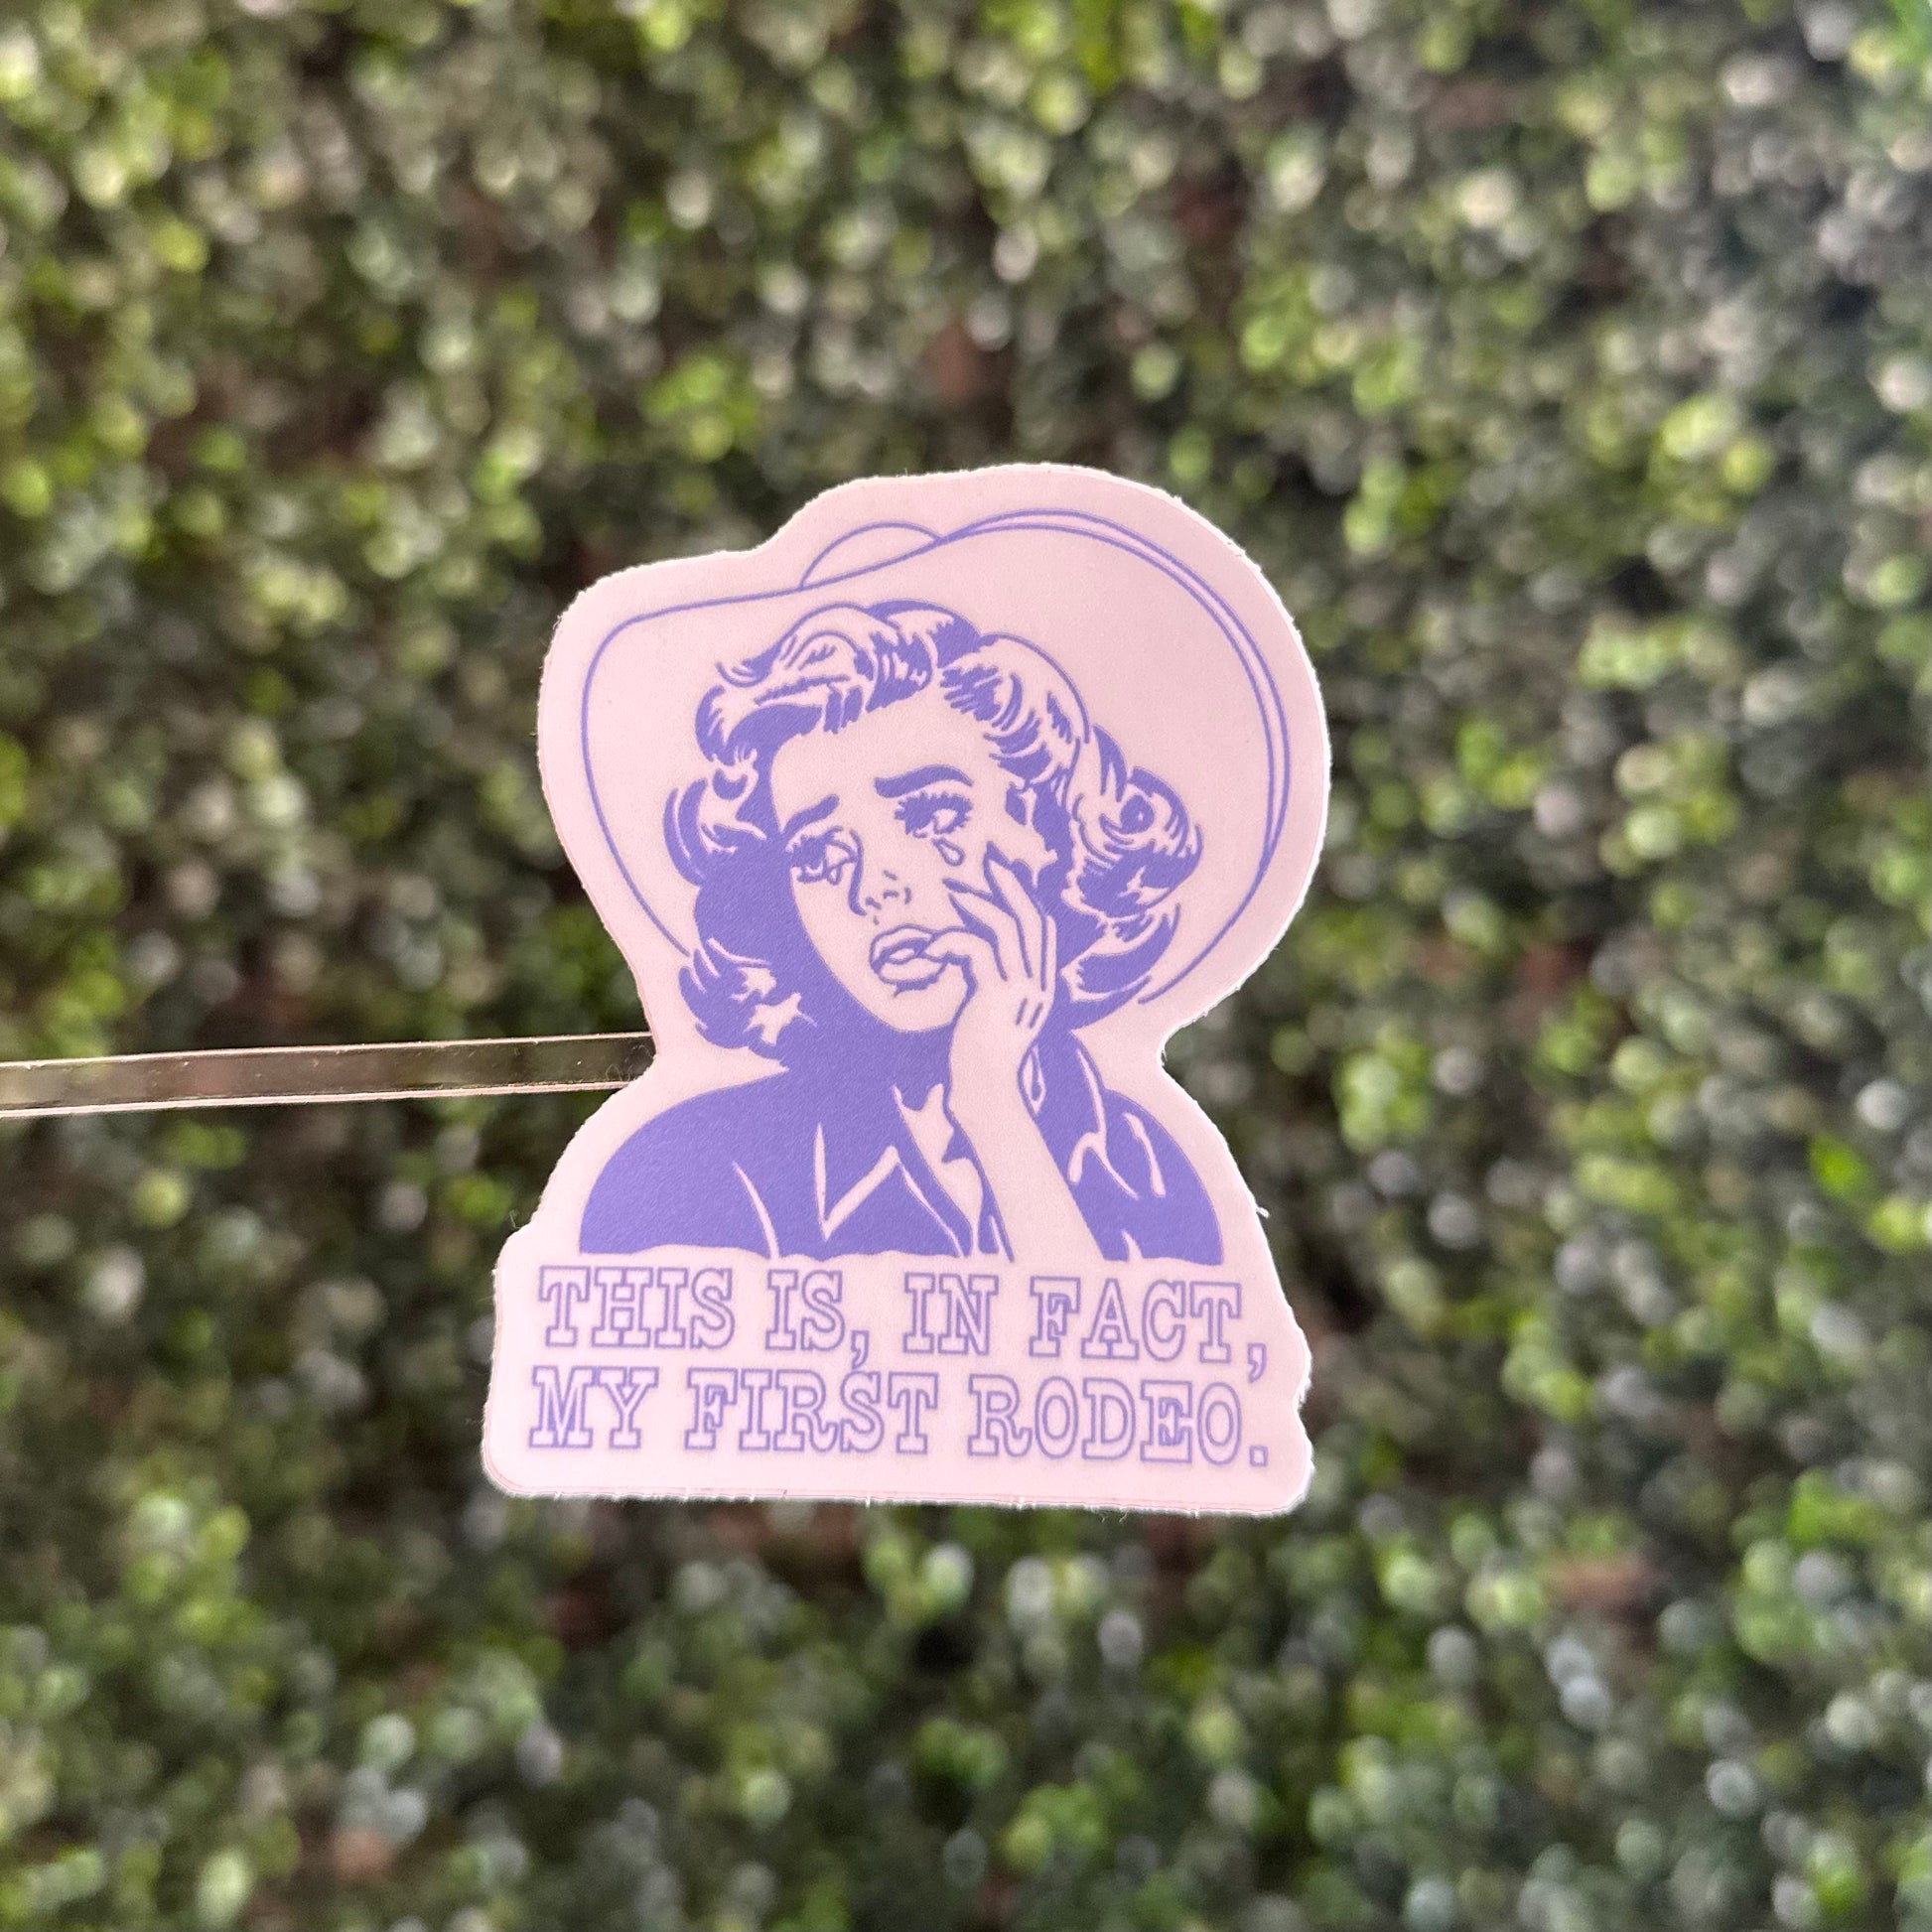 THIS IS, IN FACT,
MY FIRST RODEO.